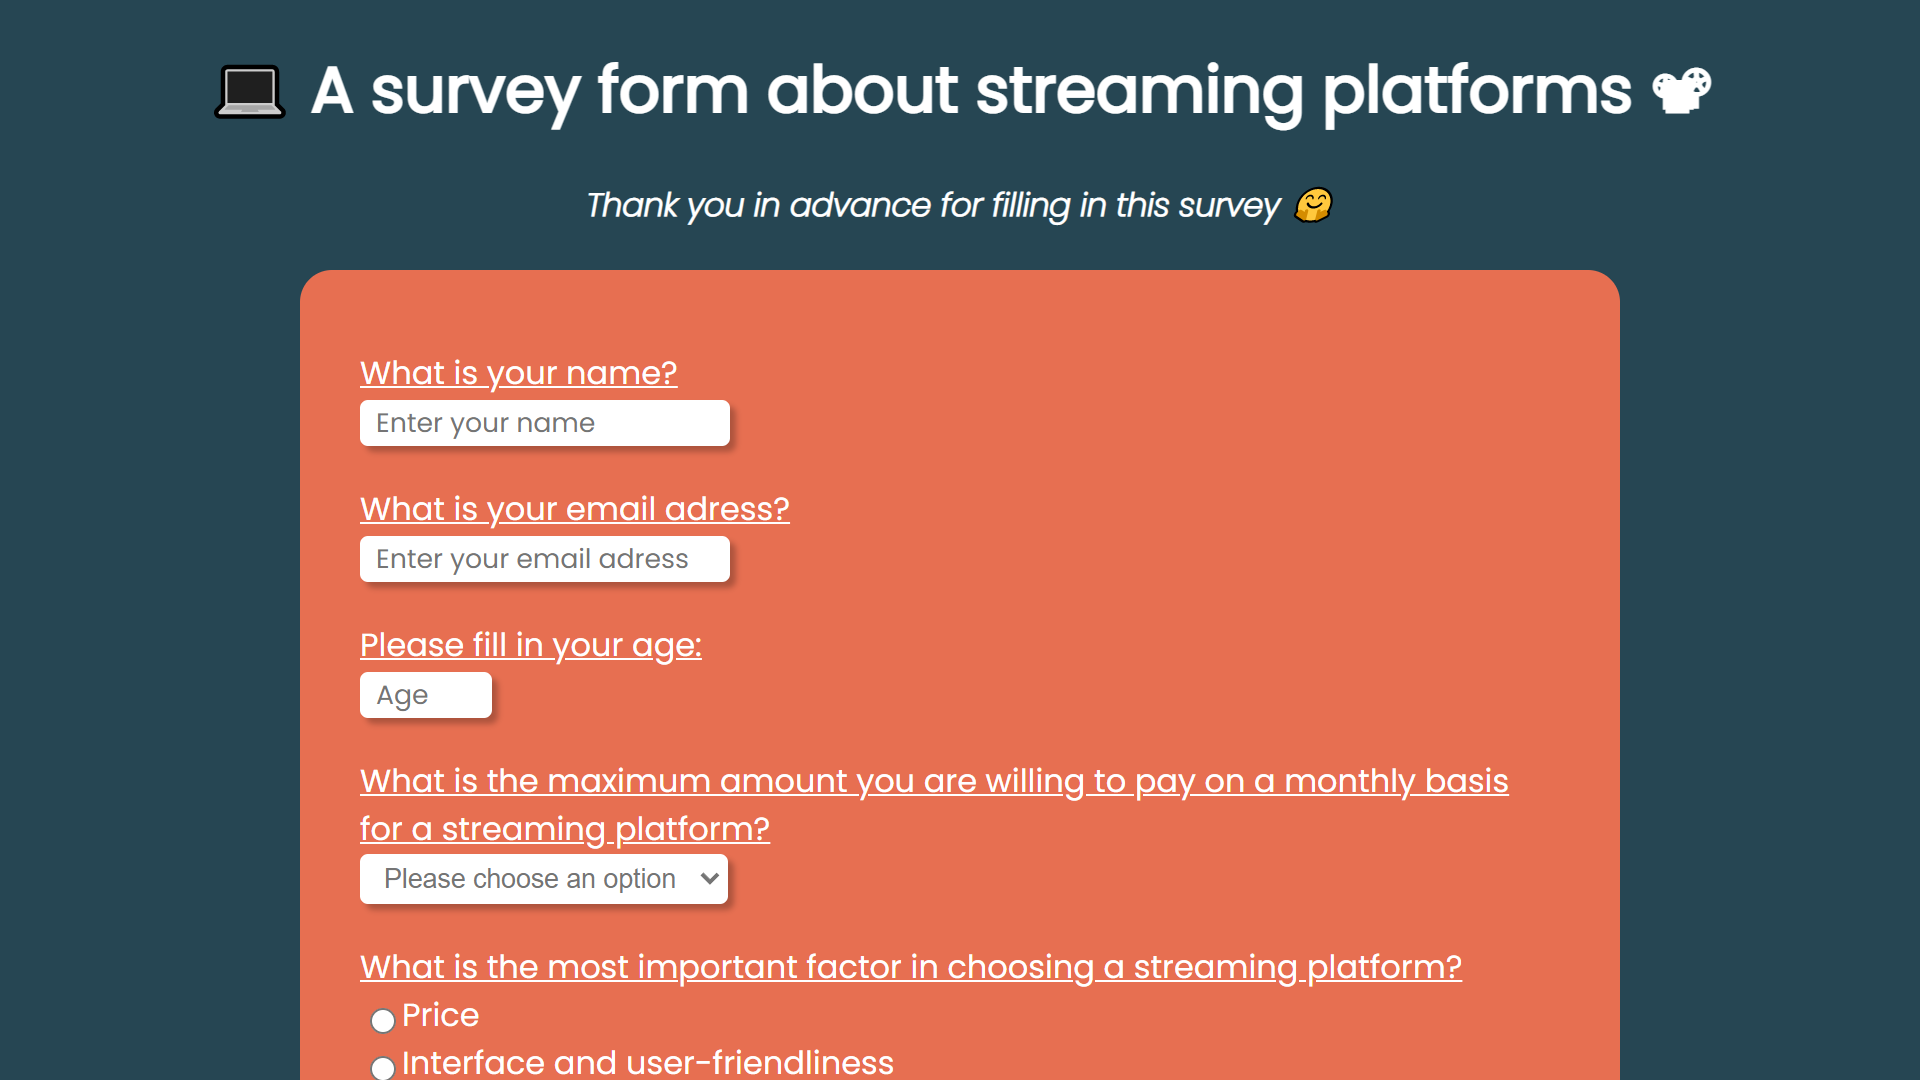 💻 A survey form about streaming platforms 📽
Thank you in advance for filling in this survey 🤗
What is your name?
Enter your name
What is your email adress?
Enter your email adress
Please fill in your age:
Age
What is the maximum amount you are willing to pay on a monthly basis
for a streaming platform?
Please choose an option
What is the most important factor in choosing a streaming platform?
Price
Interface and user-friendliness